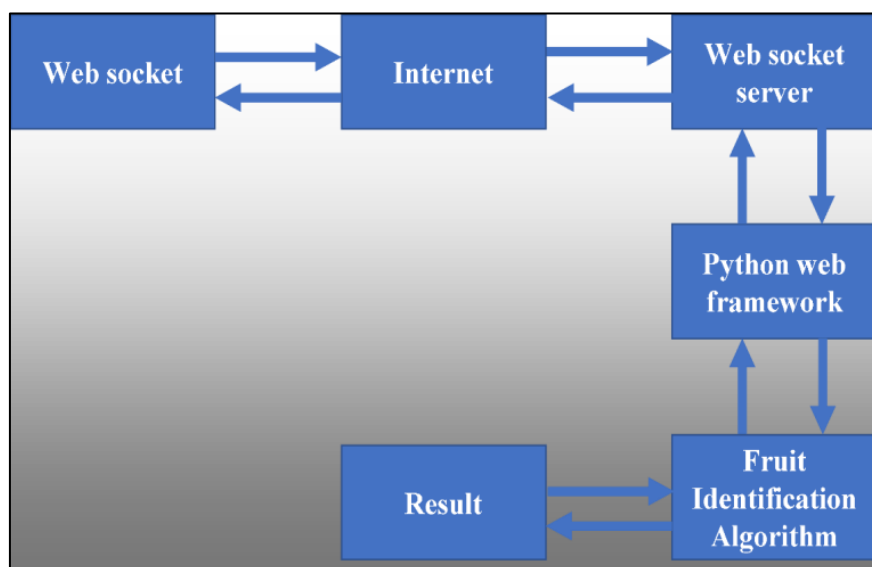 Web socket
Internet
Web socket
server
Python web
framework
Fruit
Identification
Algorithm
Result